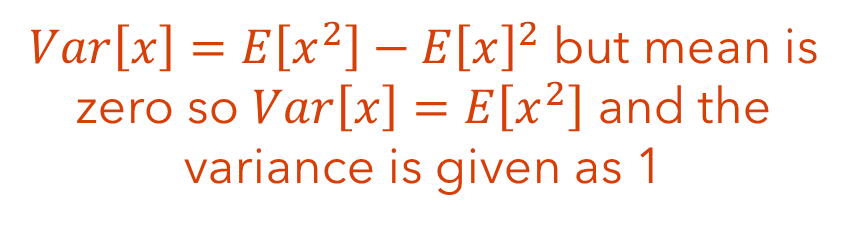 Var[x] = E[x²] − E[x]² but mean is
zero so Var[x] = E[x²] and the
variance is given as 1